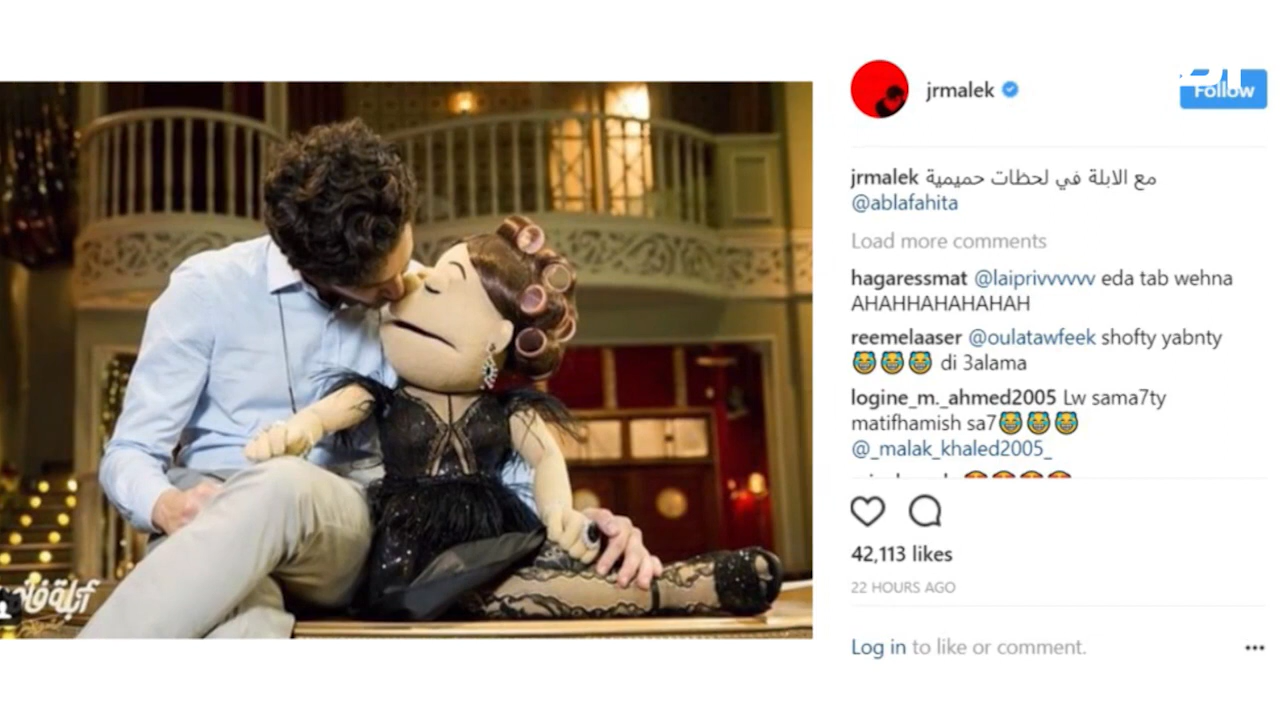 jrmalek
Follow
jrmalek مع الابلة في لحظات حميمية
@ablafahita
Load more comments
hagaressmat @laiprivvvvvv eda tab wehna
AHAHHAHAHAHAH
reemelaaser @oulatawfeek shofty yabnty
😂😂😂 di 3alama
logine_m._ahmed2005 Lw sama7ty
matifhamish sa7😂😂😂
@_malak_khaled2005_
42,113 likes
22 HOURS AGO
Log in to like or comment.